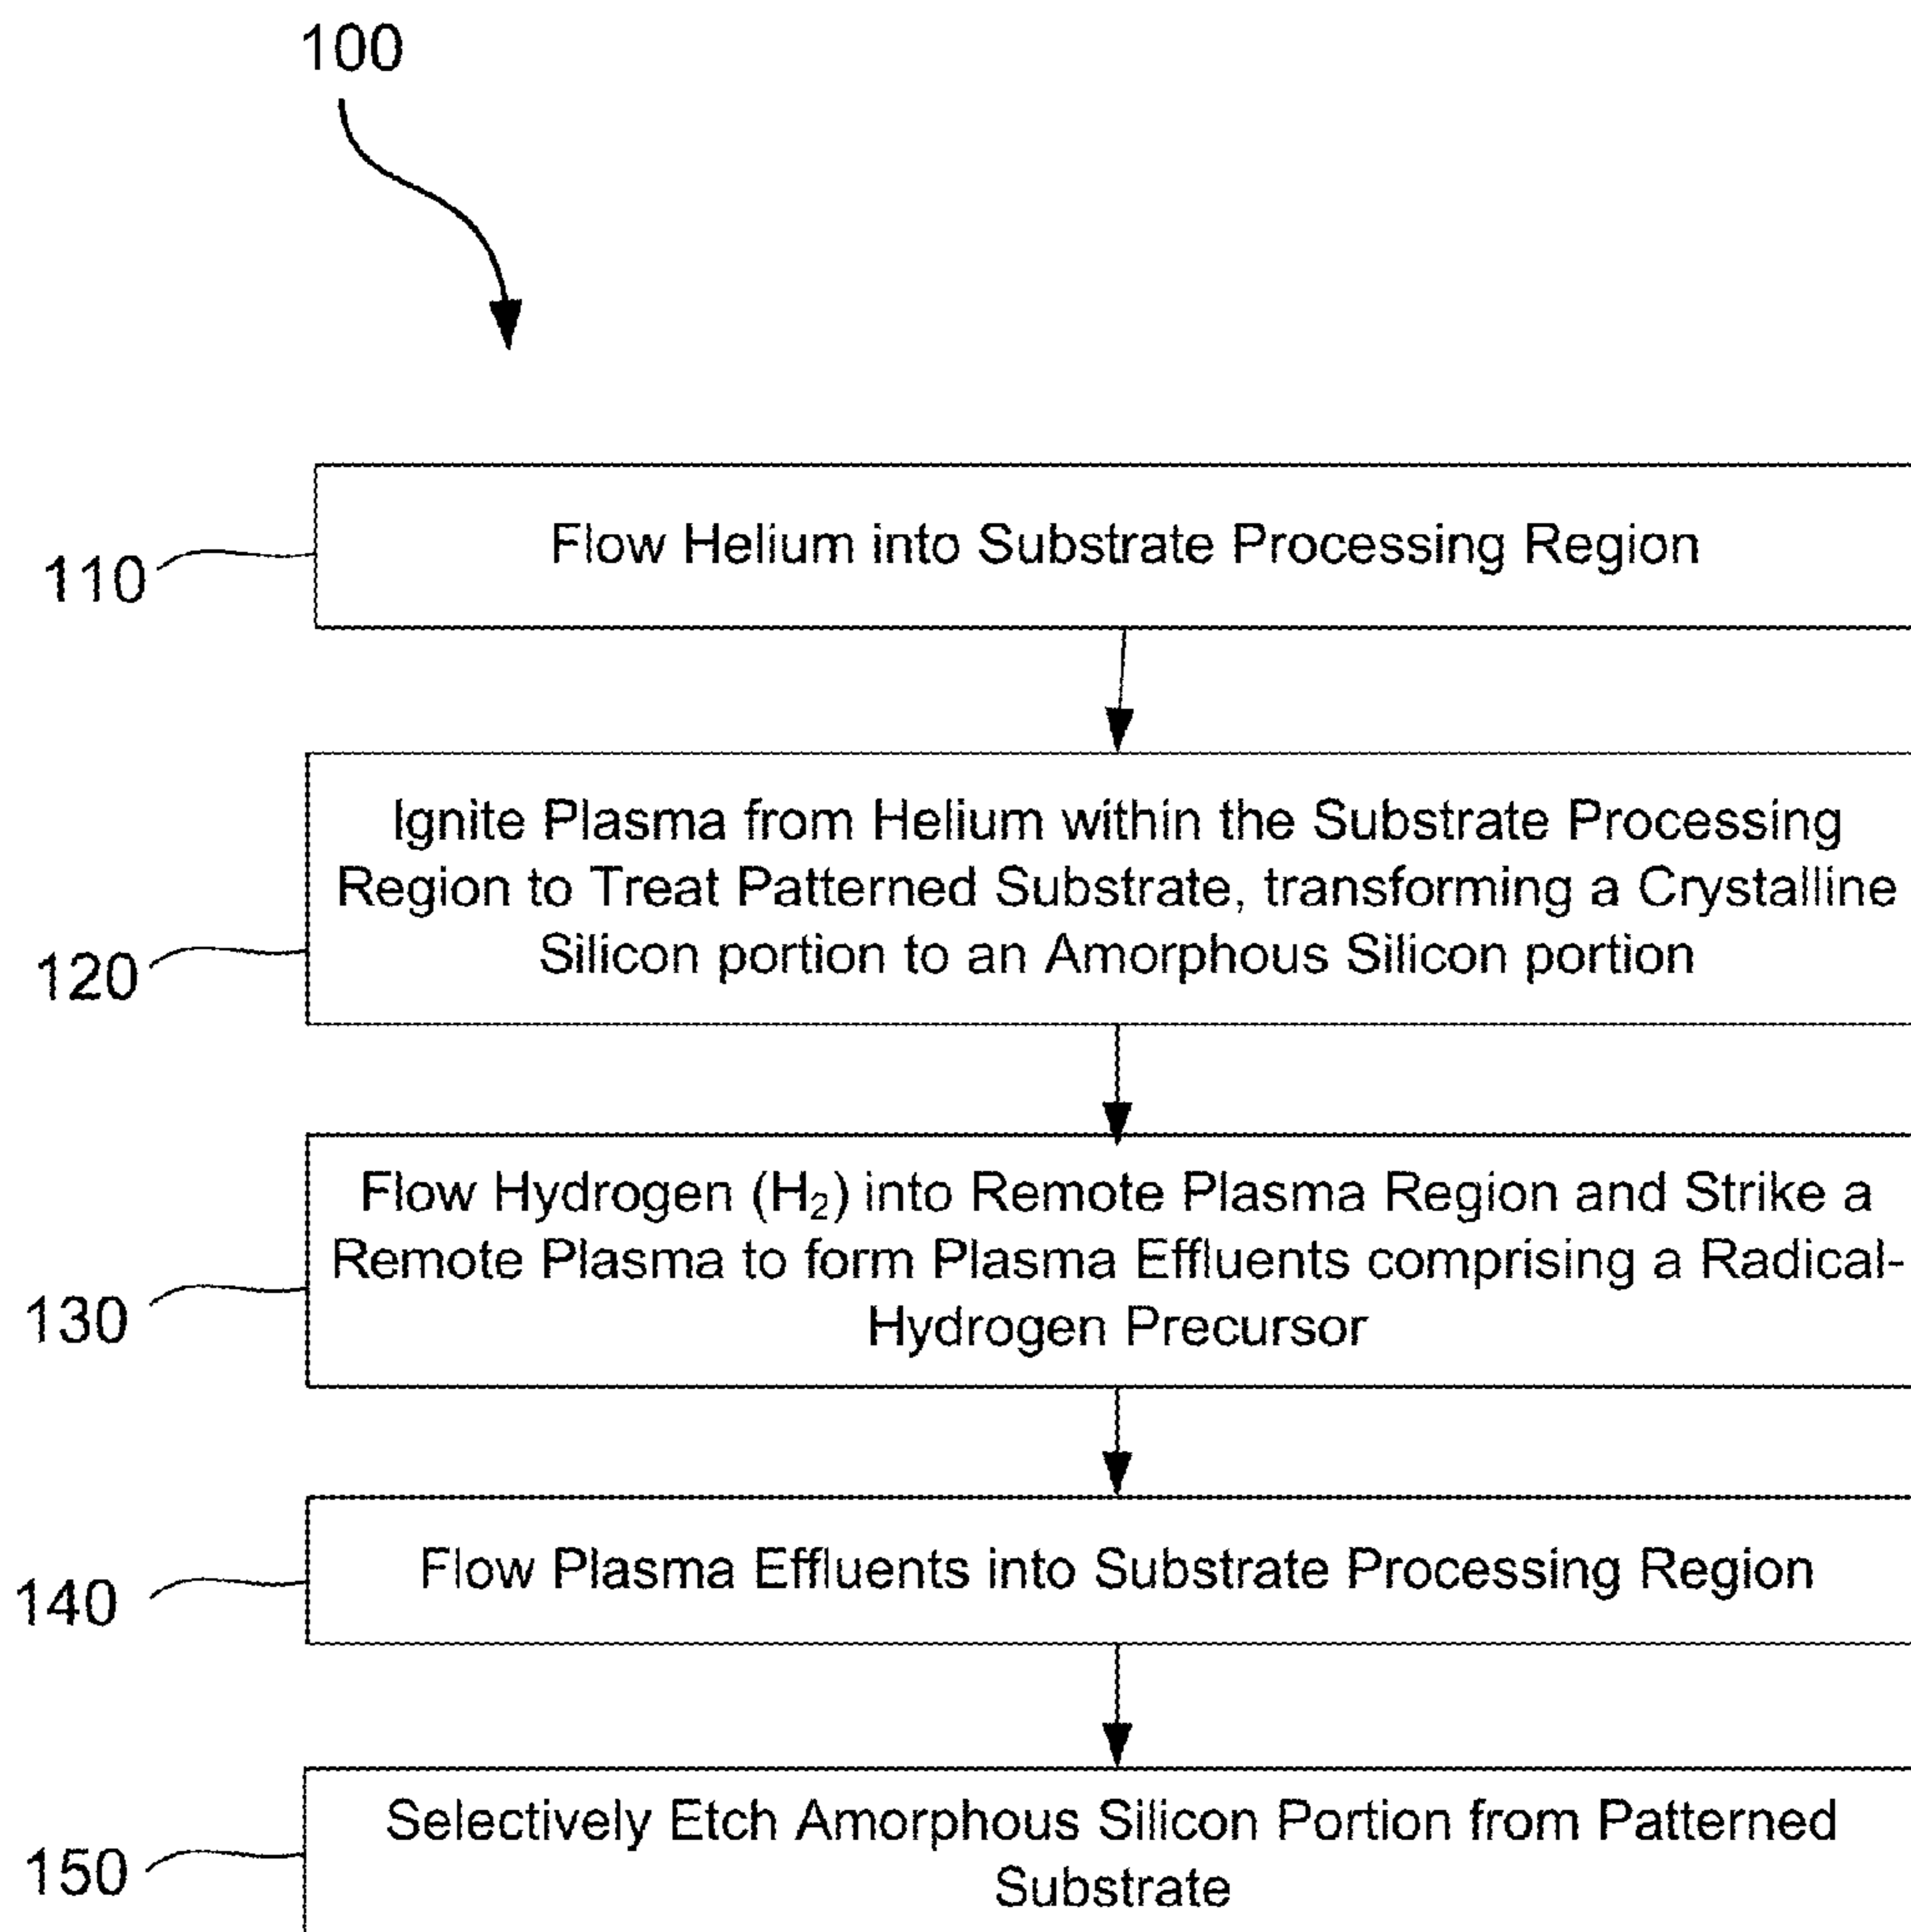 100
110
Flow Helium into Substrate Processing Region
120
Ignite Plasma from Helium within the Substrate Processing
Region to Treat Patterned Substrate, transforming a Crystalline
Silicon portion to an Amorphous Silicon portion
130
Flow Hydrogen (H₂) into Remote Plasma Region and Strike a
Remote Plasma to form Plasma Effluents comprising a Radical-
Hydrogen Precursor
140
Flow Plasma Effluents into Substrate Processing Region
150
Selectively Etch Amorphous Silicon Portion from Patterned
Substrate